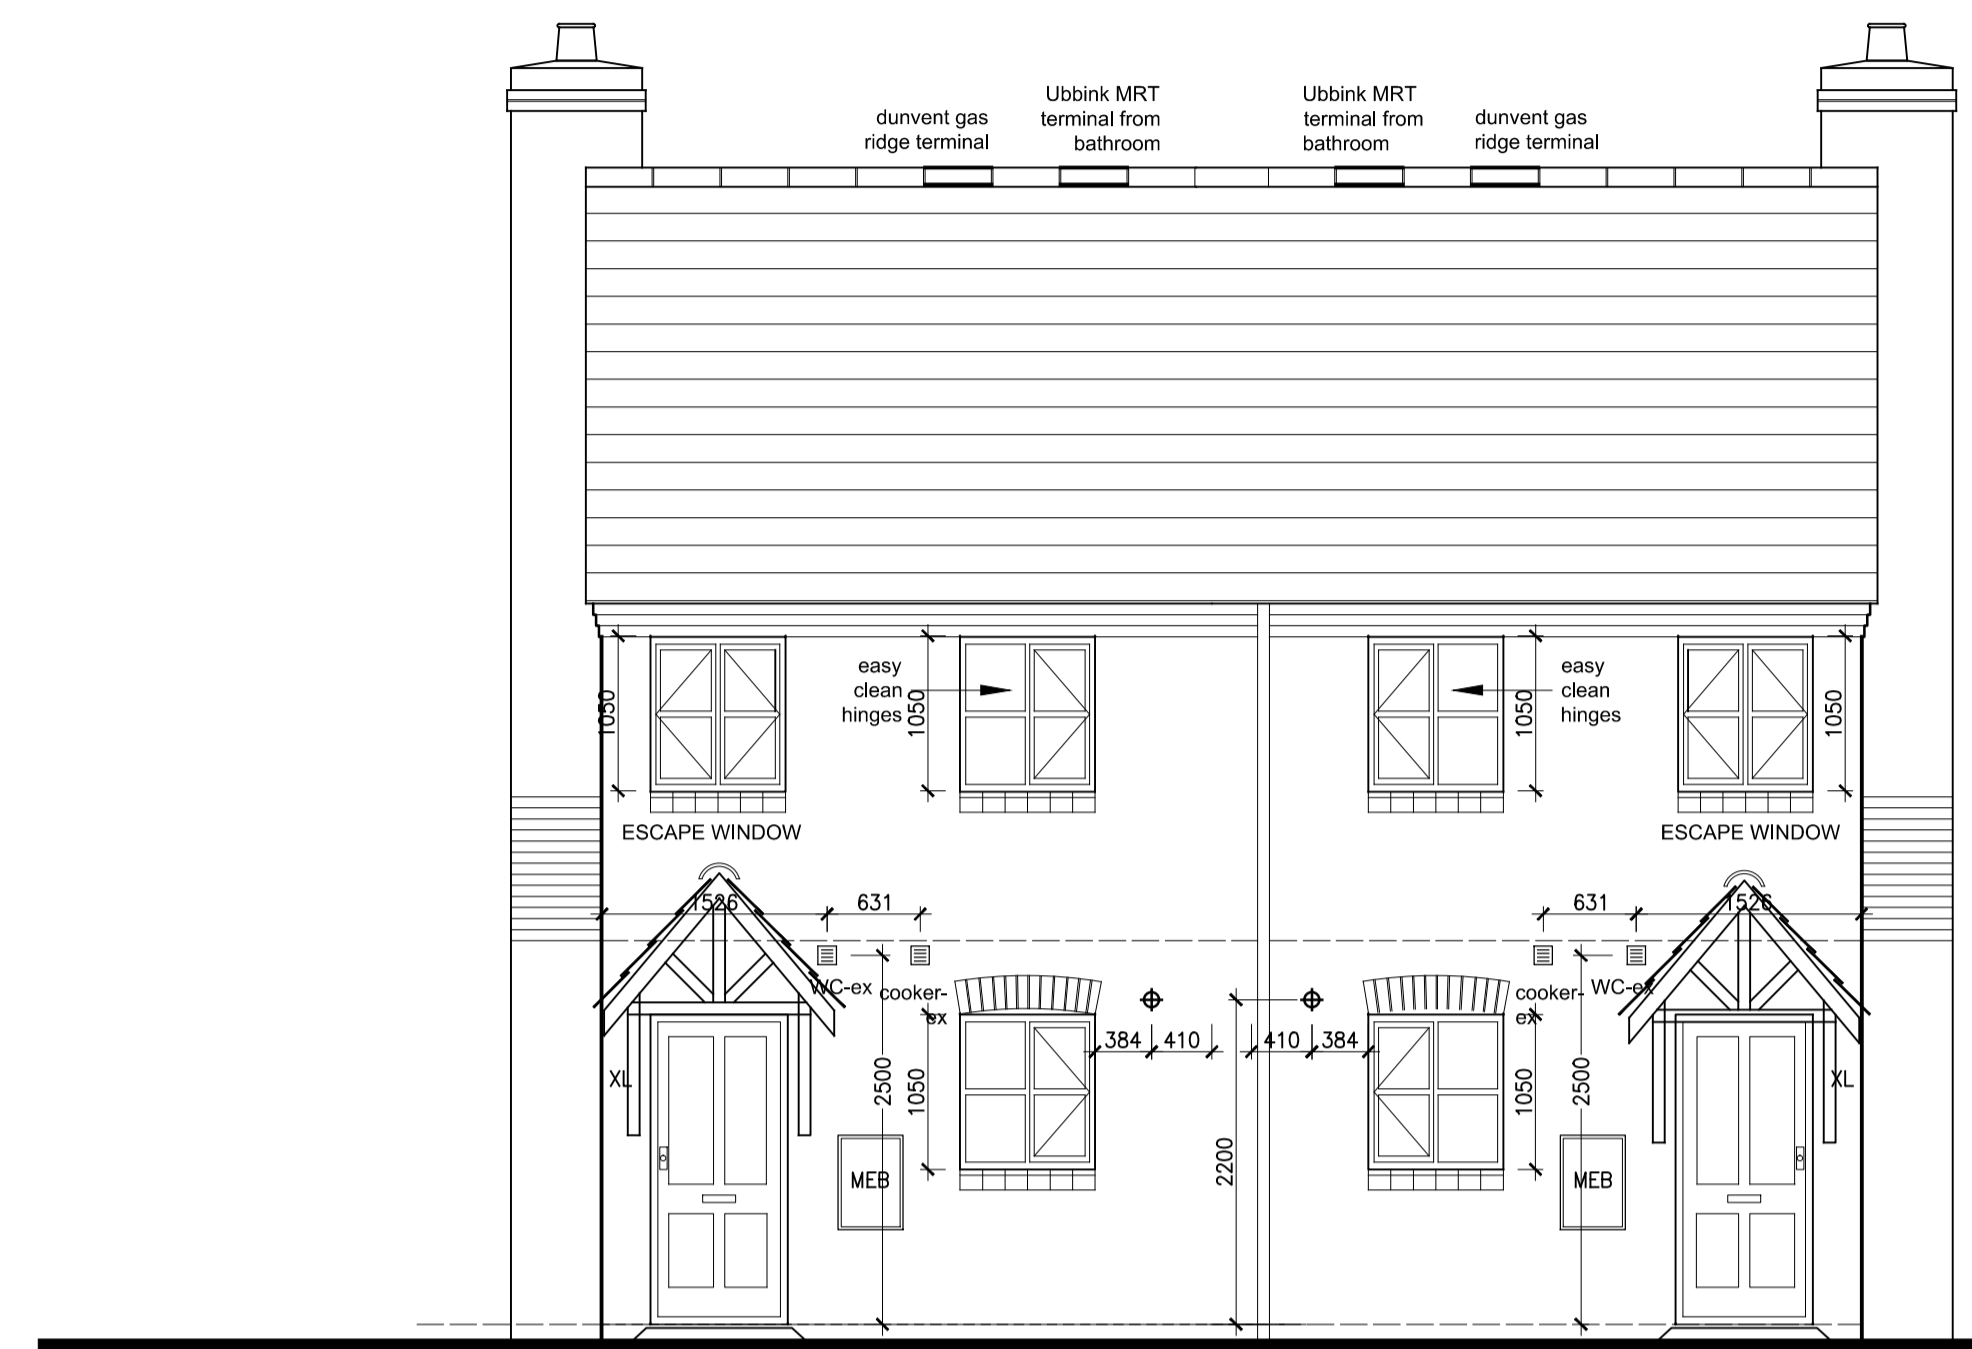 Ubbink MRT
terminal from
bathroom
Ubbink MRT
terminal from
bathroom
dunvent gas
ridge terminal
dunvent gas
ridge terminal
1050
easy
clean
hinges
1050
1050
easy
clean
hinges
1050
ESCAPE WINDOW
ESCAPE WINDOW
1526
631
631
1526
WC-ex
cooker-
ex
cooker-
ex
WC-ex
384
410
410
384
XL
2500
1050
2200
1050
2500
XL
MEB
MEB